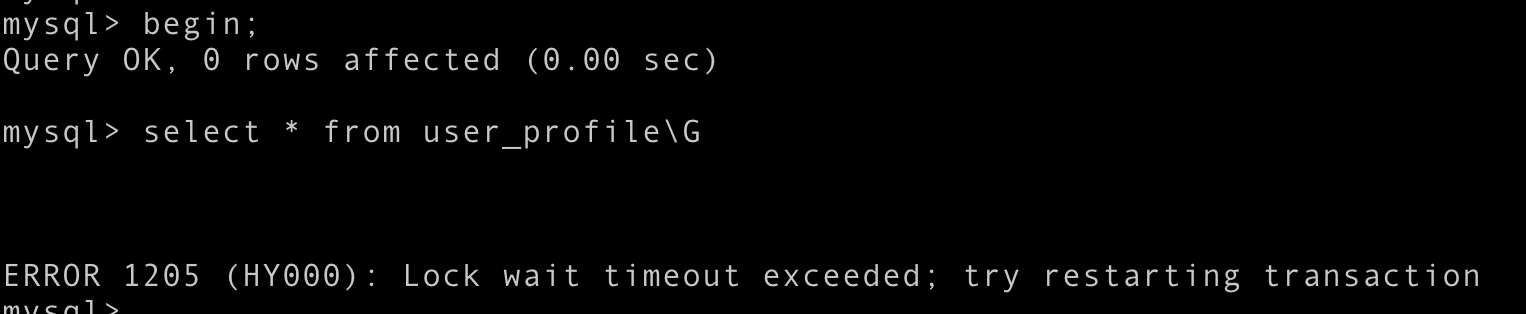 mysql> begin;
Query OK, 0 rows affected (0.00 sec)
mysql> select * from user_profile\G
ERROR 1205 (HY000): Lock wait timeout exceeded; try restarting transaction
mysql>